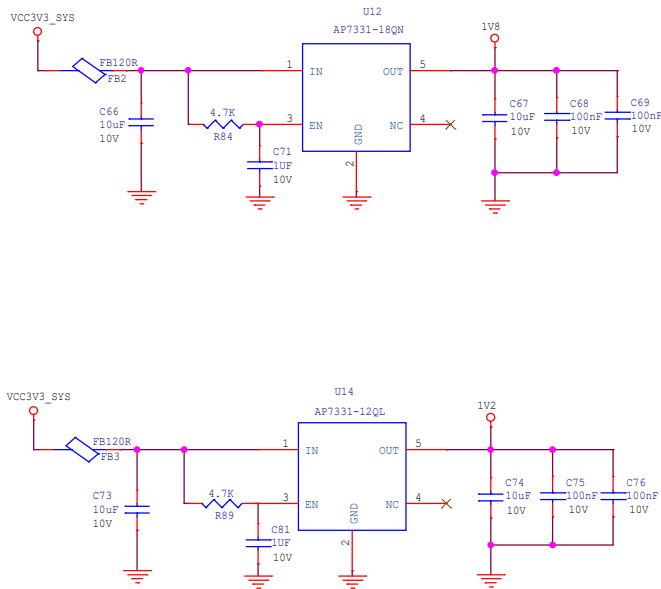 U12
VCC3V3_SYS
AP7331-18QN
1V8
FB120R
FB2
1
IN
OUT
5
C66
10uF
10V
4.7K
R84
3
EN
NC
4
GND
2
C71
1UF
10V
C67
10uF
10V
C68
100nF
10V
C69
100nF
10V
U14
VCC3V3_SYS
AP7331-12QL
1V2
FB120R
FB3
1
IN
OUT
5
C73
10uF
10V
4.7K
R89
3
EN
NC
4
GND
2
C81
1UF
10V
C74
10uF
10V
C75
100nF
10V
C76
100nF
10V